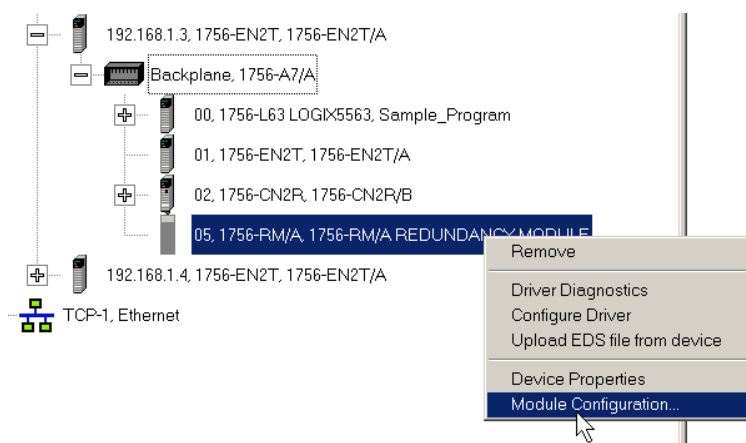 192.168.1.3, 1756-EN2T, 1756-EN2T/A
Backplane, 1756-A7/A
00, 1756-L63 LOGIX5563, Sample_Program
01, 1756-EN2T, 1756-EN2T/A
02, 1756-CN2R, 1756-CN2R/B
05, 1756-RM/A, 1756-RM/A REDUNDANCY MODULE
192.168.1.4, 1756-EN2T, 1756-EN2T/A
TCP-1, Ethernet
Remove
Driver Diagnostics
Configure Driver
Upload EDS file from device
Device Properties
Module Configuration...